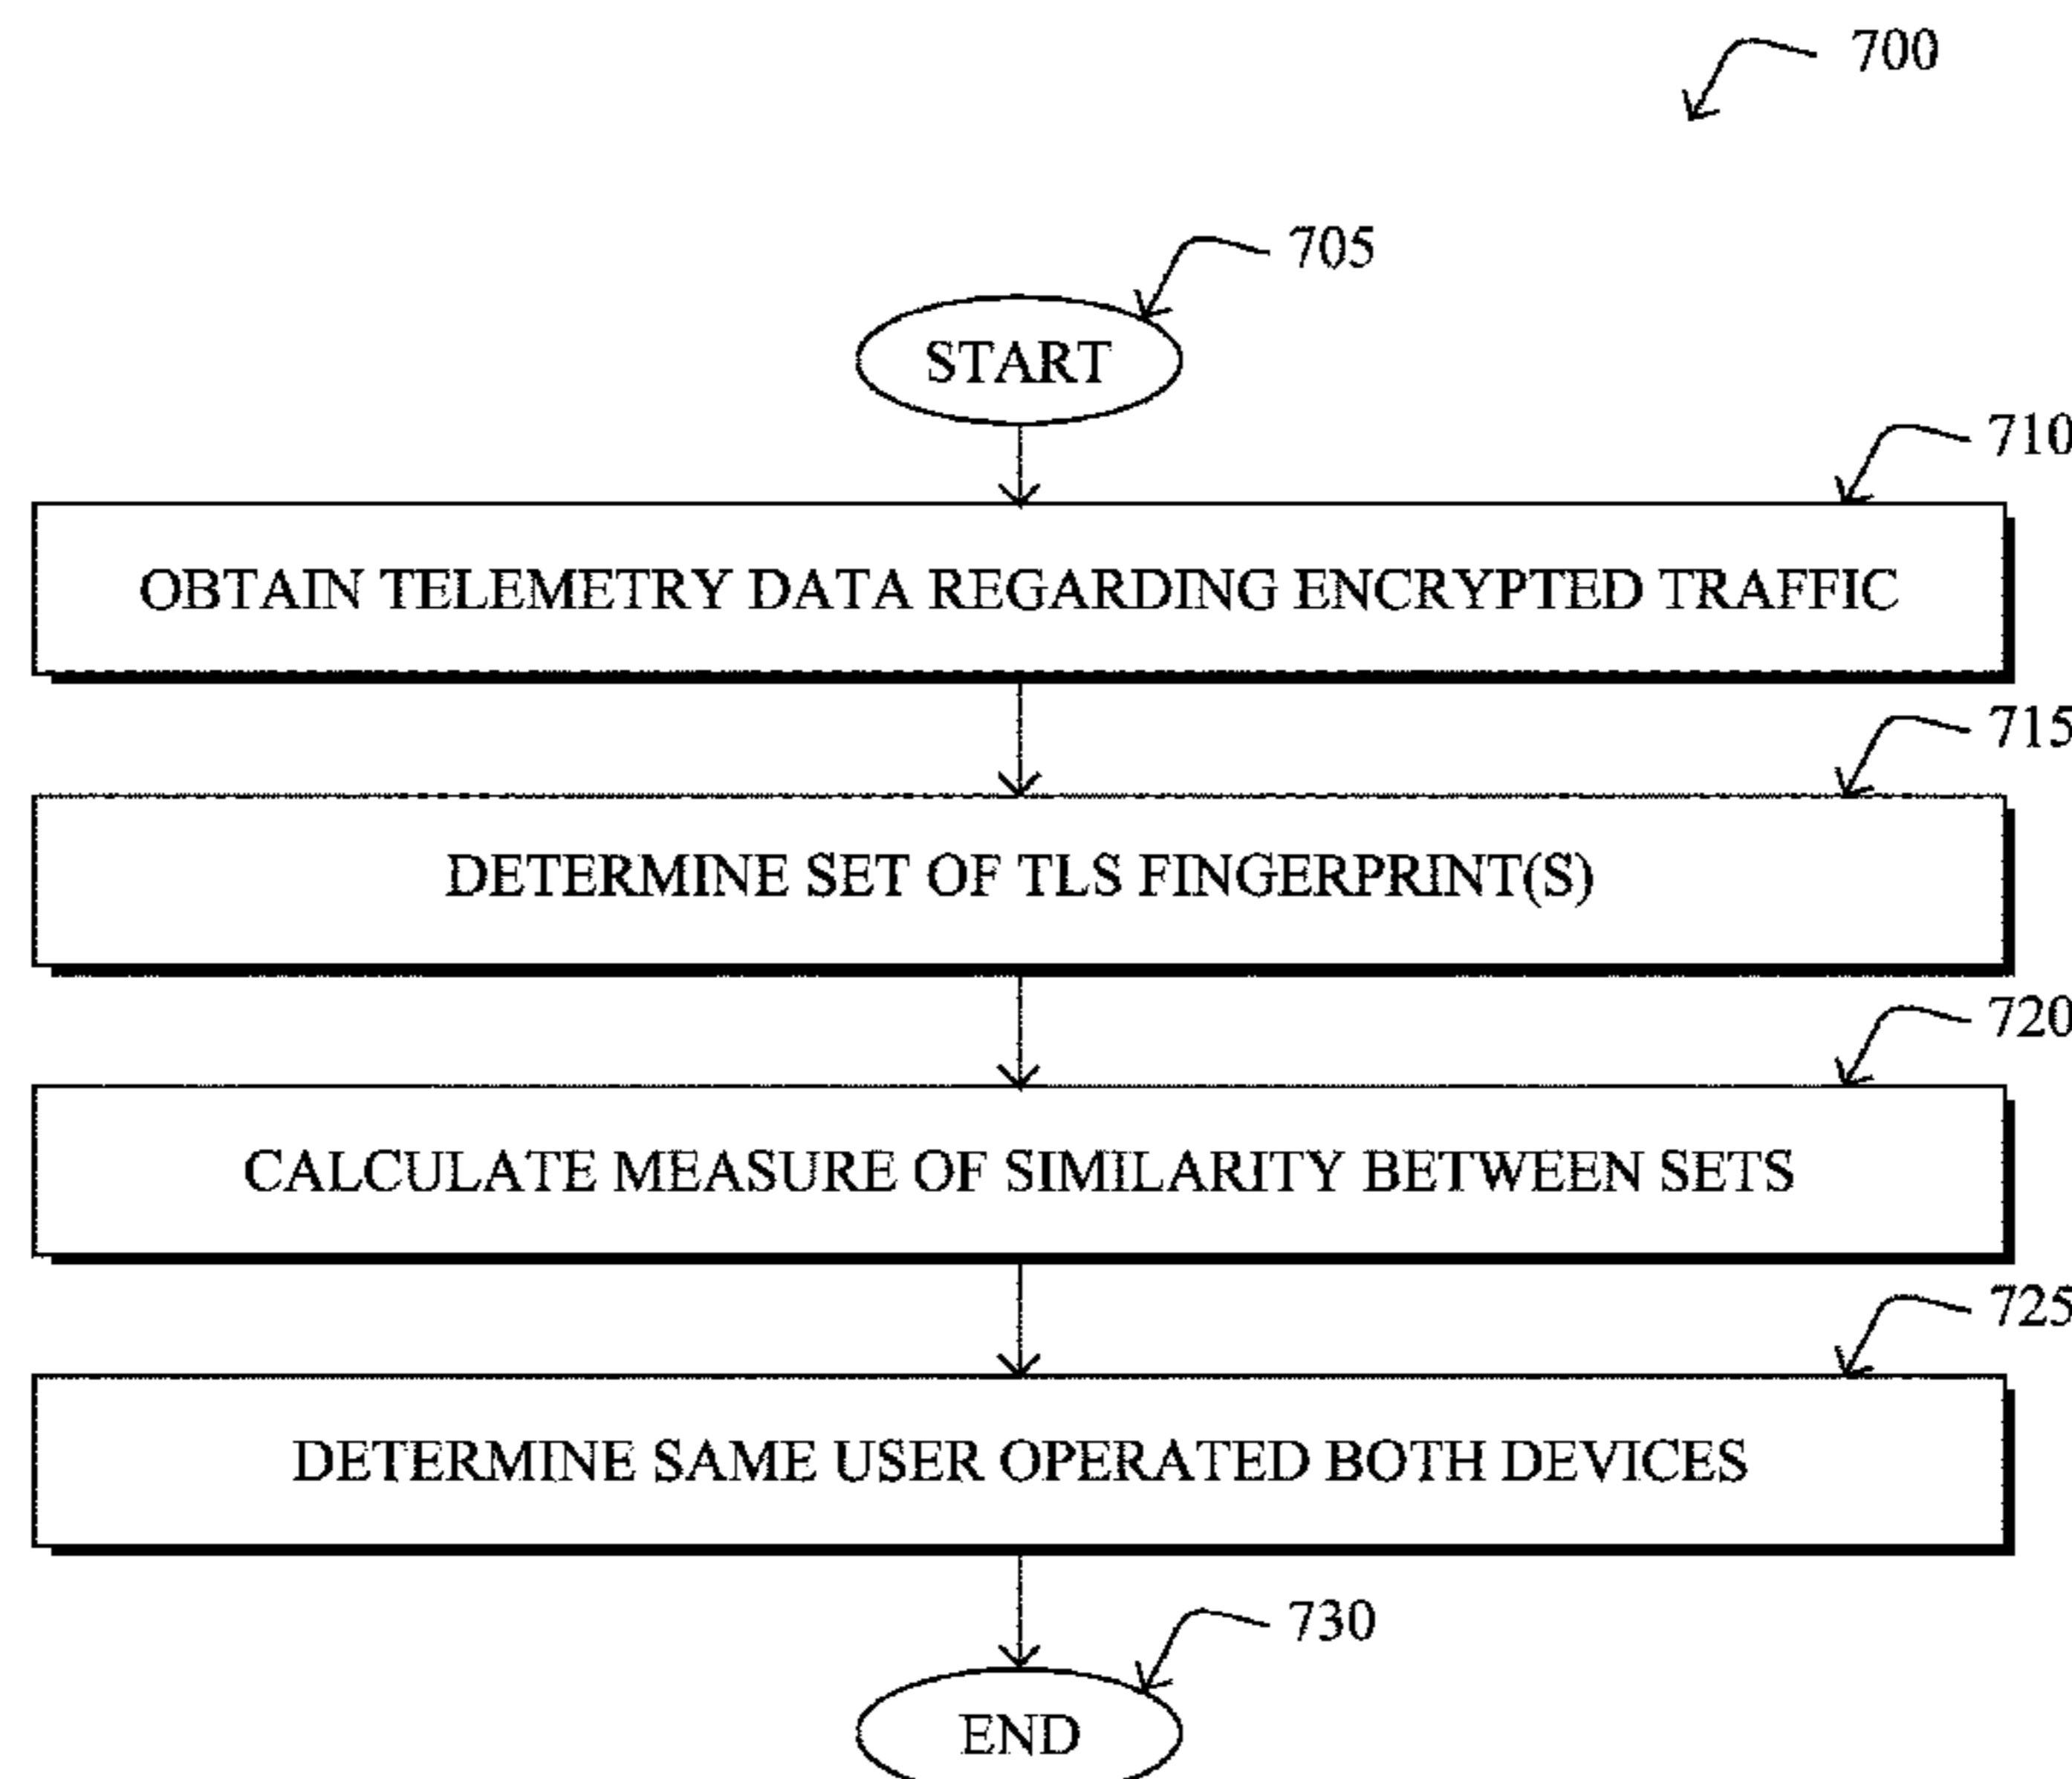 700
705
START
710
OBTAIN TELEMETRY DATA REGARDING ENCRYPTED TRAFFIC
715
DETERMINE SET OF TLS FINGERPRINT(S)
720
CALCULATE MEASURE OF SIMILARITY BETWEEN SETS
725
DETERMINE SAME USER OPERATED BOTH DEVICES
730
END